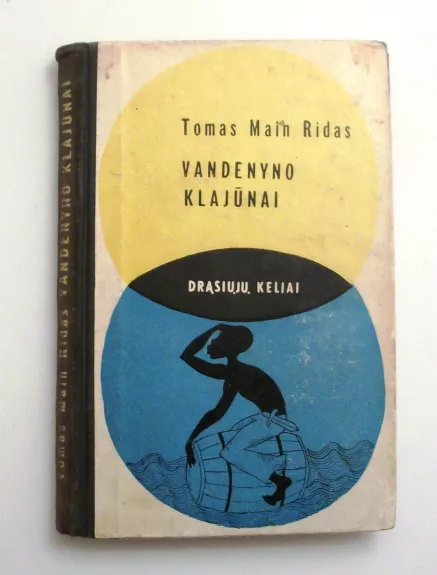 Tomas Main Ridas
VANDENYNO
KLAJŪNAI
DRĄSIŲJŲ KELIAI
Tomas Main Ridas VANDENYNO KLAJŪNAI